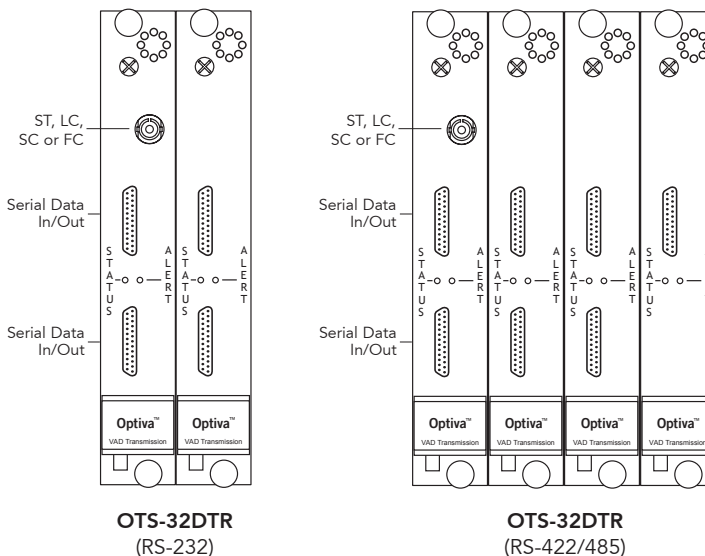 ST, LC,
SC or FC
Serial Data
In/Out
STATUS
ALERT
STATUS
ALERT
Serial Data
In/Out
Optiva™
VAD Transmission
Optiva™
VAD Transmission
OTS-32DTR
(RS-232)
ST, LC,
SC or FC
Serial Data
In/Out
STATUS
ALERT
STATUS
ALERT
STATUS
ALERT
STATUS
Serial Data
In/Out
Optiva™
VAD Transmission
Optiva™
VAD Transmission
Optiva™
VAD Transmission
Optiva™
VAD Transmission
OTS-32DTR
(RS-422/485)